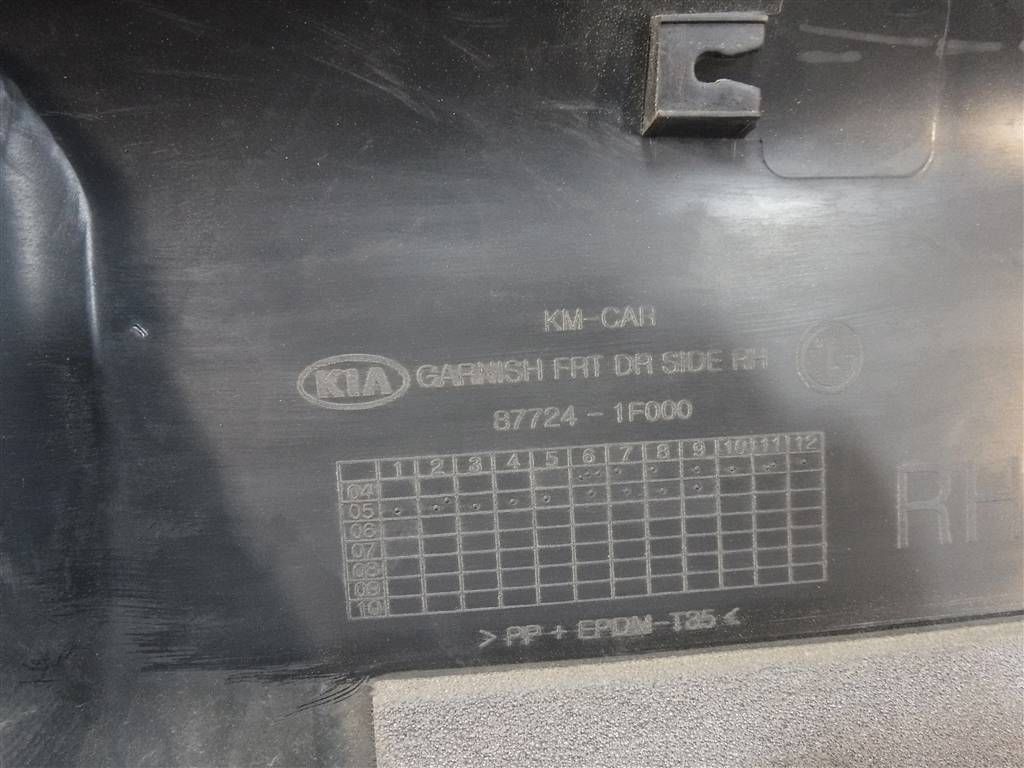 KM-CAR
KIA GARNISH FRT DR SIDE RH
87724-1F000
1 2 3 4 5 6 7 8 9 10 11 12
04
05
06
07
08
09
10
RH
> PP + EPDM-T35 <